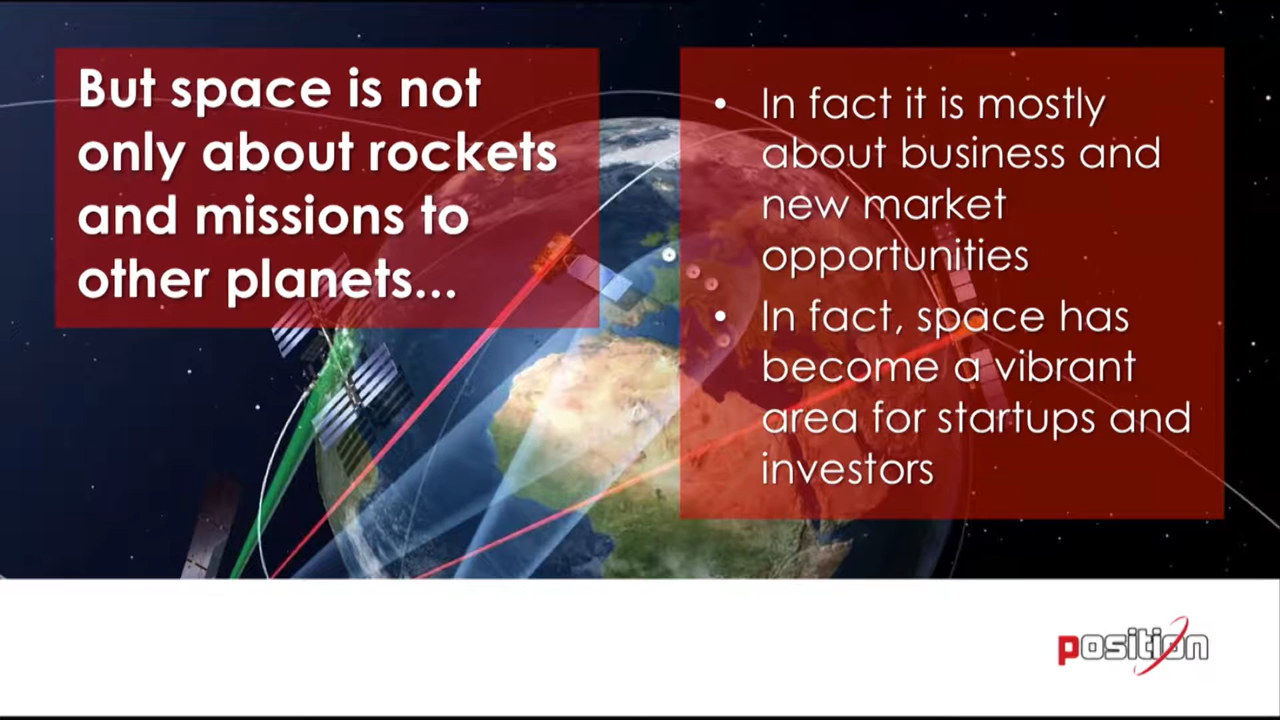 But space is not
only about rockets
and missions to
other planets...
• In fact it is mostly
about business and
new market
opportunities
• In fact, space has
become a vibrant
area for startups and
investors
position